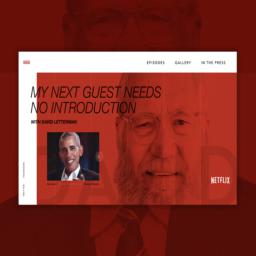 EPISODES GALLERY IN THE PRESS
MY NEXT GUEST NEEDS
NO INTRODUCTION
WITH DAVID LETTERMAN
NETFLIX